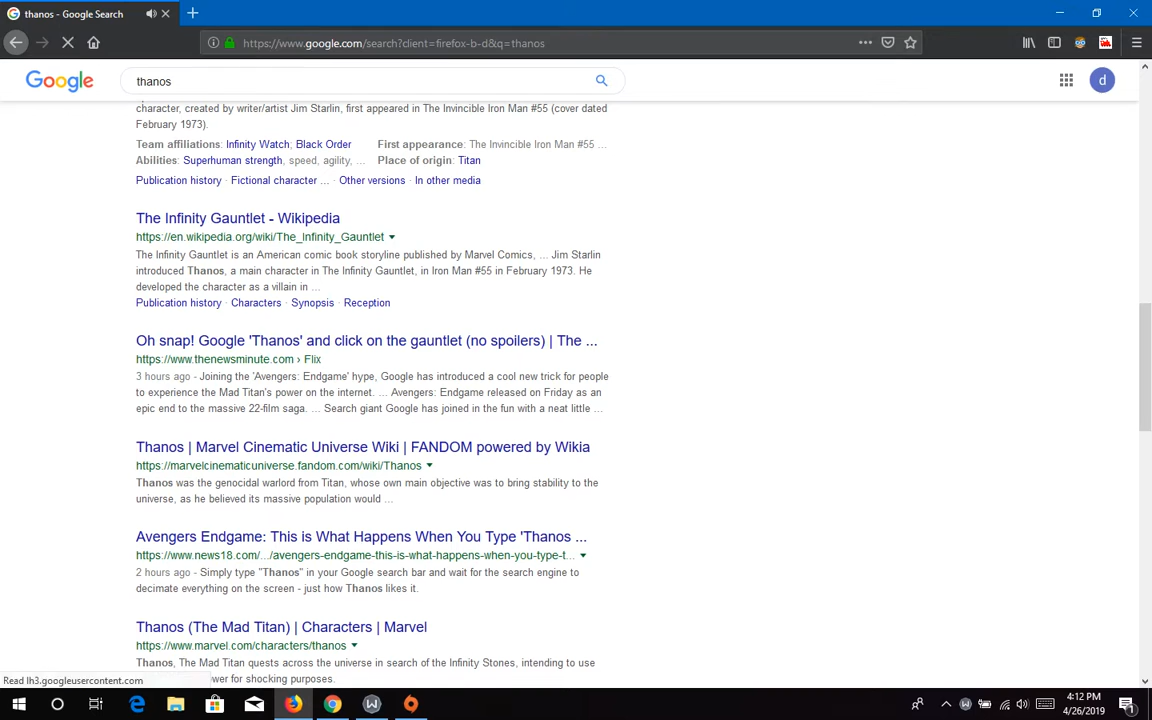 thanos - Google Search
https://www.google.com/search?client=firefox-b-d&q=thanos
Google
thanos
d
character, created by writer/artist Jim Starlin, first appeared in The Invincible Iron Man #55 (cover dated
February 1973).
Team affiliations: Infinity Watch; Black Order First appearance: The Invincible Iron Man #55 ...
Abilities: Superhuman strength, speed, agility, ... Place of origin: Titan
Publication history · Fictional character ... · Other versions · In other media
The Infinity Gauntlet - Wikipedia
https://en.wikipedia.org/wiki/The_Infinity_Gauntlet
The Infinity Gauntlet is an American comic book storyline published by Marvel Comics, ... Jim Starlin
introduced Thanos, a main character in The Infinity Gauntlet, in Iron Man #55 in February 1973. He
developed the character as a villain in ...
Publication history · Characters · Synopsis · Reception
Oh snap! Google 'Thanos' and click on the gauntlet (no spoilers) | The ...
https://www.thenewsminute.com › Flix
3 hours ago - Joining the 'Avengers: Endgame' hype, Google has introduced a cool new trick for people
to experience the Mad Titan's power on the internet. ... Avengers: Endgame released on Friday as an
epic end to the massive 22-film saga. ... Search giant Google has joined in the fun with a neat little ...
Thanos | Marvel Cinematic Universe Wiki | FANDOM powered by Wikia
https://marvelcinematicuniverse.fandom.com/wiki/Thanos
Thanos was the genocidal warlord from Titan, whose own main objective was to bring stability to the
universe, as he believed its massive population would ...
Avengers Endgame: This is What Happens When You Type 'Thanos ...
https://www.news18.com/.../avengers-endgame-this-is-what-happens-when-you-type-t...
2 hours ago - Simply type "Thanos" in your Google search bar and wait for the search engine to
decimate everything on the screen - just how Thanos likes it.
Thanos (The Mad Titan) | Characters | Marvel
https://www.marvel.com/characters/thanos
Thanos, The Mad Titan quests across the universe in search of the Infinity Stones, intending to use
for shocking purposes.
Read lh3.googleusercontent.com
4:12 PM
4/26/2019
1